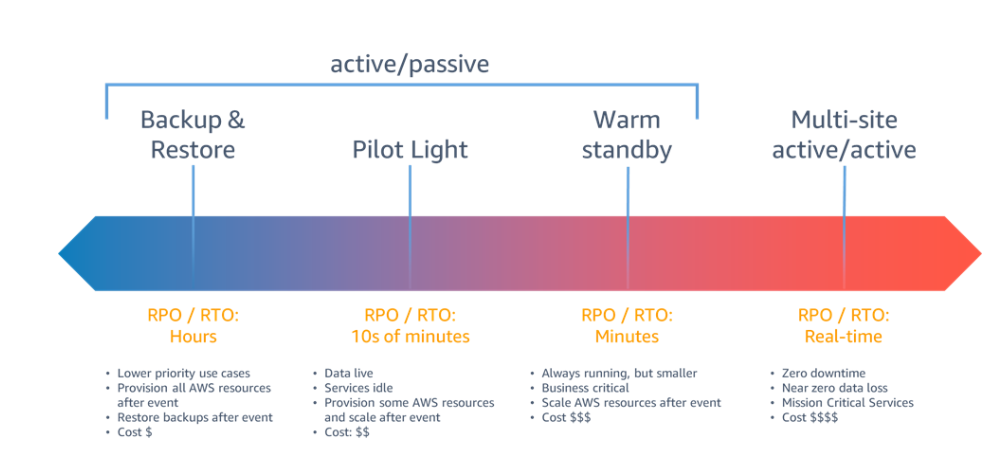 active/passive
Backup &
Restore
Pilot Light
Warm
standby
Multi-site
active/active
RPO / RTO:
Hours
RPO / RTO:
10s of minutes
RPO / RTO:
Minutes
RPO / RTO:
Real-time
• Lower priority use cases
• Provision all AWS resources
after event
• Restore backups after event
• Cost $
• Data live
• Services idle
• Provision some AWS resources
and scale after event
• Cost: $$
• Always running, but smaller
• Business critical
• Scale AWS resources after event
• Cost $$$
• Zero downtime
• Near zero data loss
• Mission Critical Services
• Cost $$$$